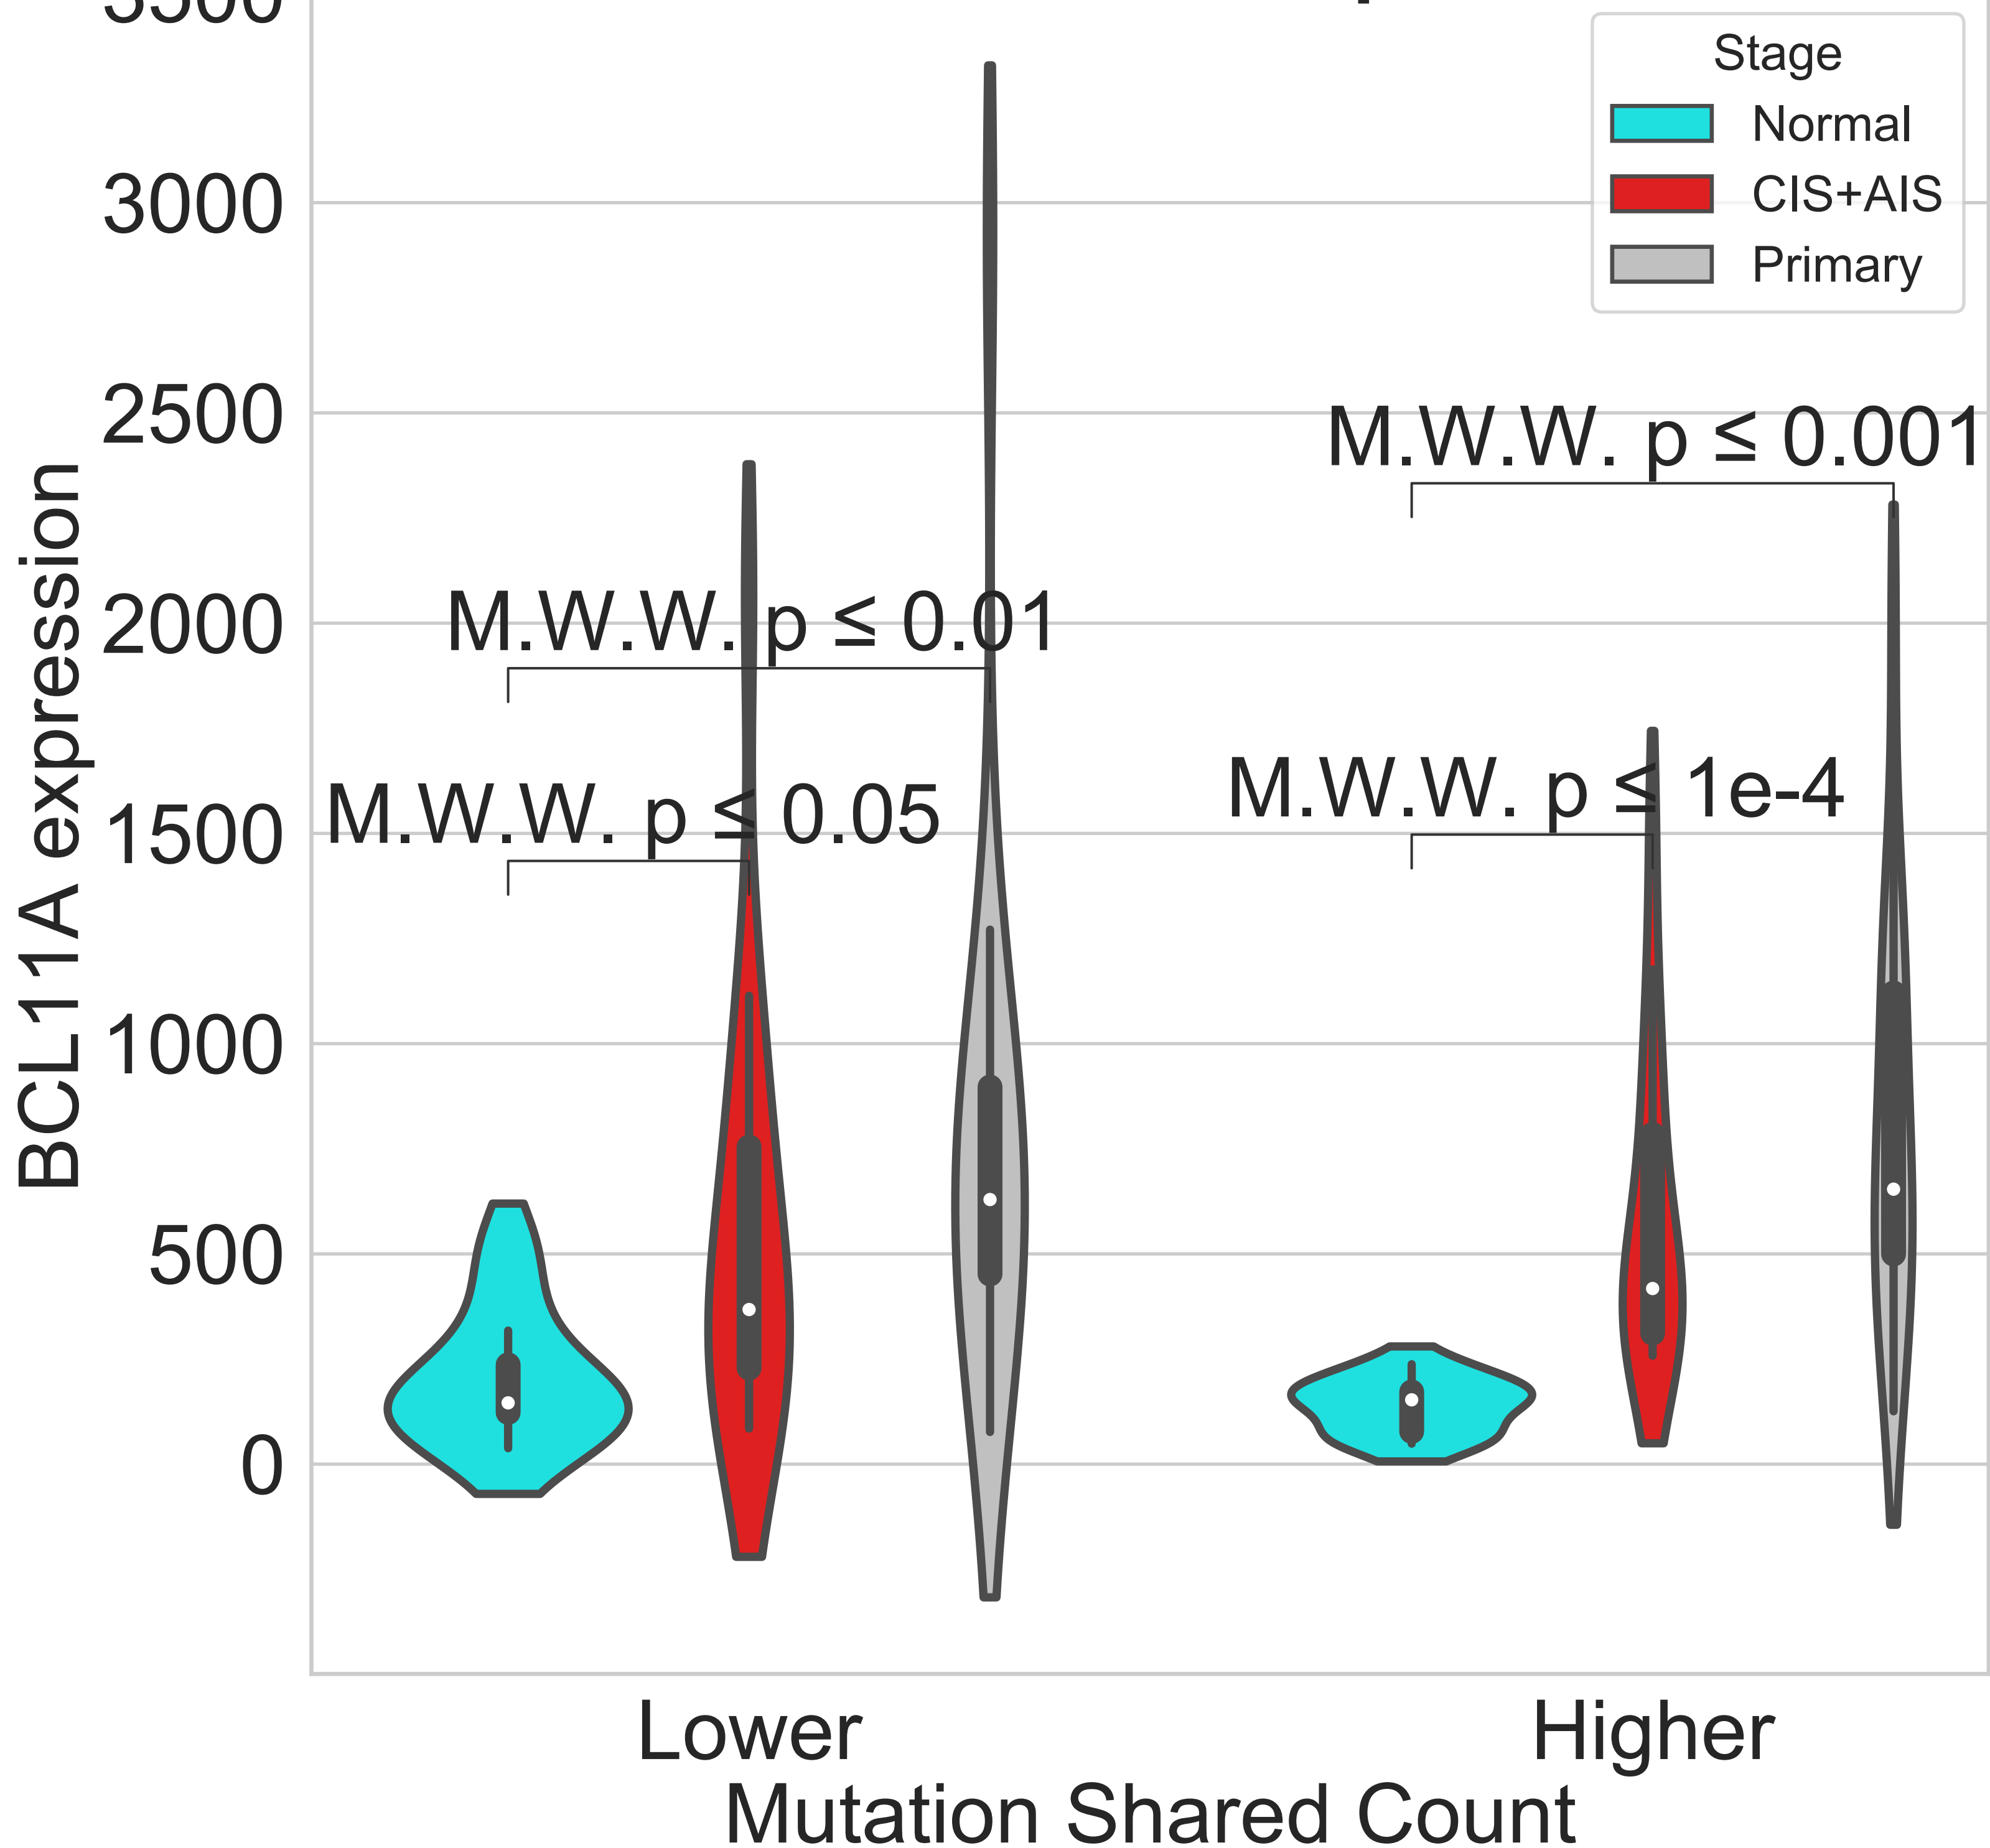 Stage
Normal
CIS+AIS
Primary
3000
2500
2000
1500
1000
500
0
BCL11A expression
M.W.W. p ≤ 0.001
M.W.W. p ≤ 0.01
M.W.W. p ≤ 0.05
M.W.W. p ≤ 1e-4
Lower
Higher
Mutation Shared Count